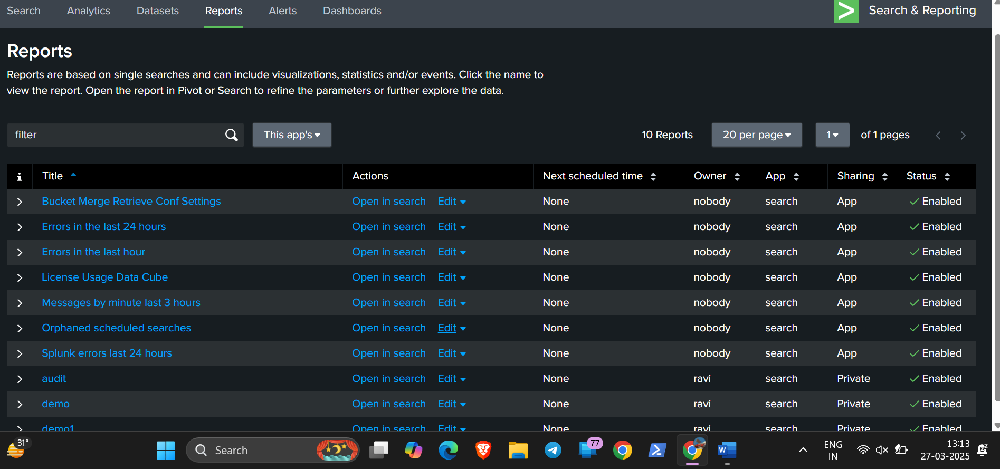 Search Analytics Datasets Reports Alerts Dashboards > Search & Reporting
Reports
Reports are based on single searches and can include visualizations, statistics and/or events. Click the name to
view the report. Open the report in Pivot or Search to refine the parameters or further explore the data.
filter This app's 10 Reports 20 per page 1 of 1 pages < >
i Title Actions Next scheduled time Owner App Sharing Status
> Bucket Merge Retrieve Conf Settings Open in search Edit None nobody search App Enabled
> Errors in the last 24 hours Open in search Edit None nobody search App Enabled
> Errors in the last hour Open in search Edit None nobody search App Enabled
> License Usage Data Cube Open in search Edit None nobody search App Enabled
> Messages by minute last 3 hours Open in search Edit None nobody search App Enabled
> Orphaned scheduled searches Open in search Edit None nobody search App Enabled
> Splunk errors last 24 hours Open in search Edit None nobody search App Enabled
> audit Open in search Edit None ravi search Private Enabled
> demo Open in search Edit None ravi search Private Enabled
> demo1 Open in search Edit None ravi search Private Enabled
31° Search 77 W ENG 13:13
IN 27-03-2025